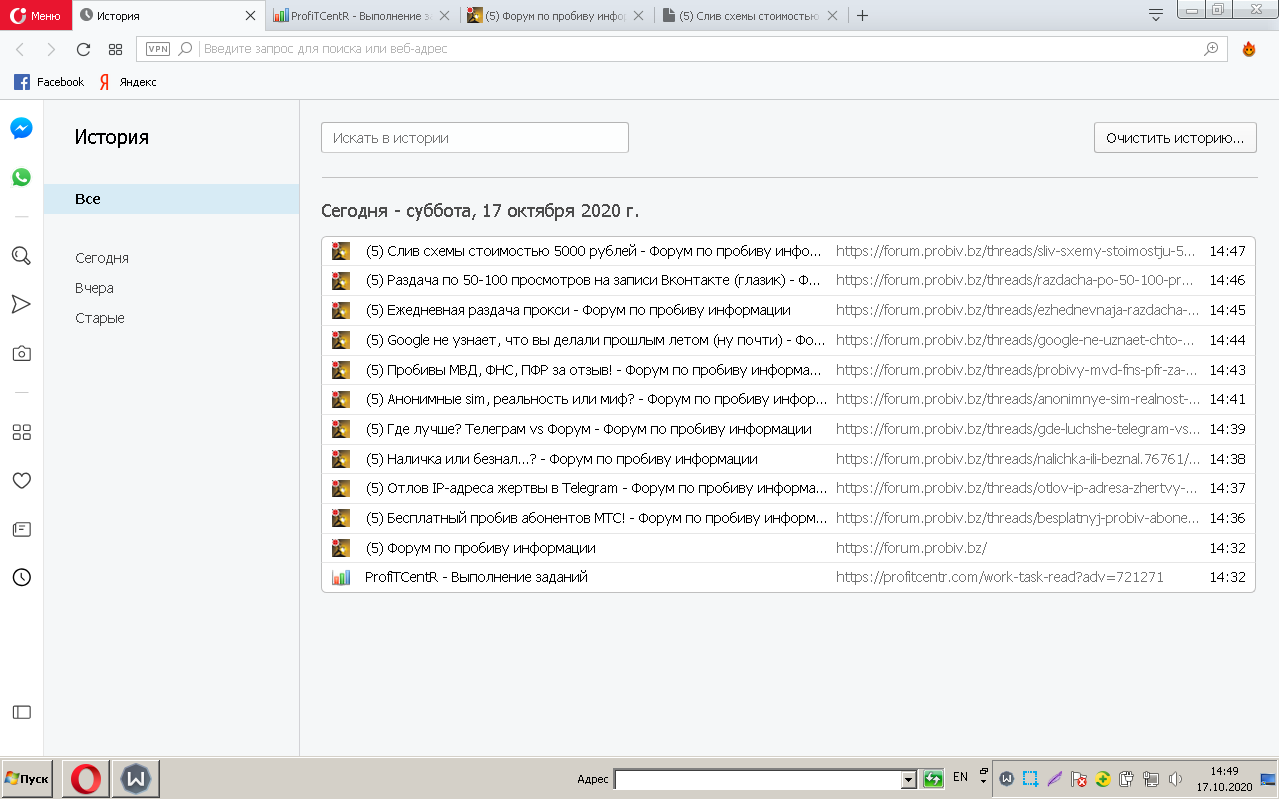 Меню
История
ProfiTCentR - Выполнение за
(5) Форум по пробиву инфо
(5) Слив схемы стоимостью
VPN
Введите запрос для поиска или веб-адрес
Facebook
Яндекс
История
Искать в истории
Очистить историю...
Все
Сегодня
Вчера
Старые
Сегодня - суббота, 17 октября 2020 г.
(5) Слив схемы стоимостью 5000 рублей - Форум по пробиву инфо... https://forum.probiv.bz/threads/sliv-sxemy-stoimostju-5... 14:47
(5) Раздача по 50-100 просмотров на записи Вконтакте (глазик) - Ф... https://forum.probiv.bz/threads/razdacha-po-50-100-pr... 14:46
(5) Ежедневная раздача прокси - Форум по пробиву информации https://forum.probiv.bz/threads/ezhednevnaja-razdacha-... 14:45
(5) Google не узнает, что вы делали прошлым летом (ну почти) - Фо... https://forum.probiv.bz/threads/google-ne-uznaet-chto-... 14:44
(5) Пробивы МВД, ФНС, ПФР за отзыв! - Форум по пробиву информа... https://forum.probiv.bz/threads/probivy-mvd-fns-pfr-za-... 14:43
(5) Анонимные sim, реальность или миф? - Форум по пробиву инфор... https://forum.probiv.bz/threads/anonimnye-sim-realnost-... 14:41
(5) Где лучше? Телеграм vs Форум - Форум по пробиву информации https://forum.probiv.bz/threads/gde-luchshe-telegram-vs... 14:39
(5) Наличка или безнал...? - Форум по пробиву информации https://forum.probiv.bz/threads/nalichka-ili-beznal.76761/... 14:38
(5) Отлов IP-адреса жертвы в Telegram - Форум по пробиву информа... https://forum.probiv.bz/threads/otlov-ip-adresa-zhertvy-... 14:37
(5) Бесплатный пробив абонентов МТС! - Форум по пробиву информ... https://forum.probiv.bz/threads/besplatnyj-probiv-abone... 14:36
(5) Форум по пробиву информации https://forum.probiv.bz/ 14:32
ProfiTCentR - Выполнение заданий https://profitcentr.com/work-task-read?adv=721271 14:32
Пуск
Адрес
EN
14:49
17.10.2020